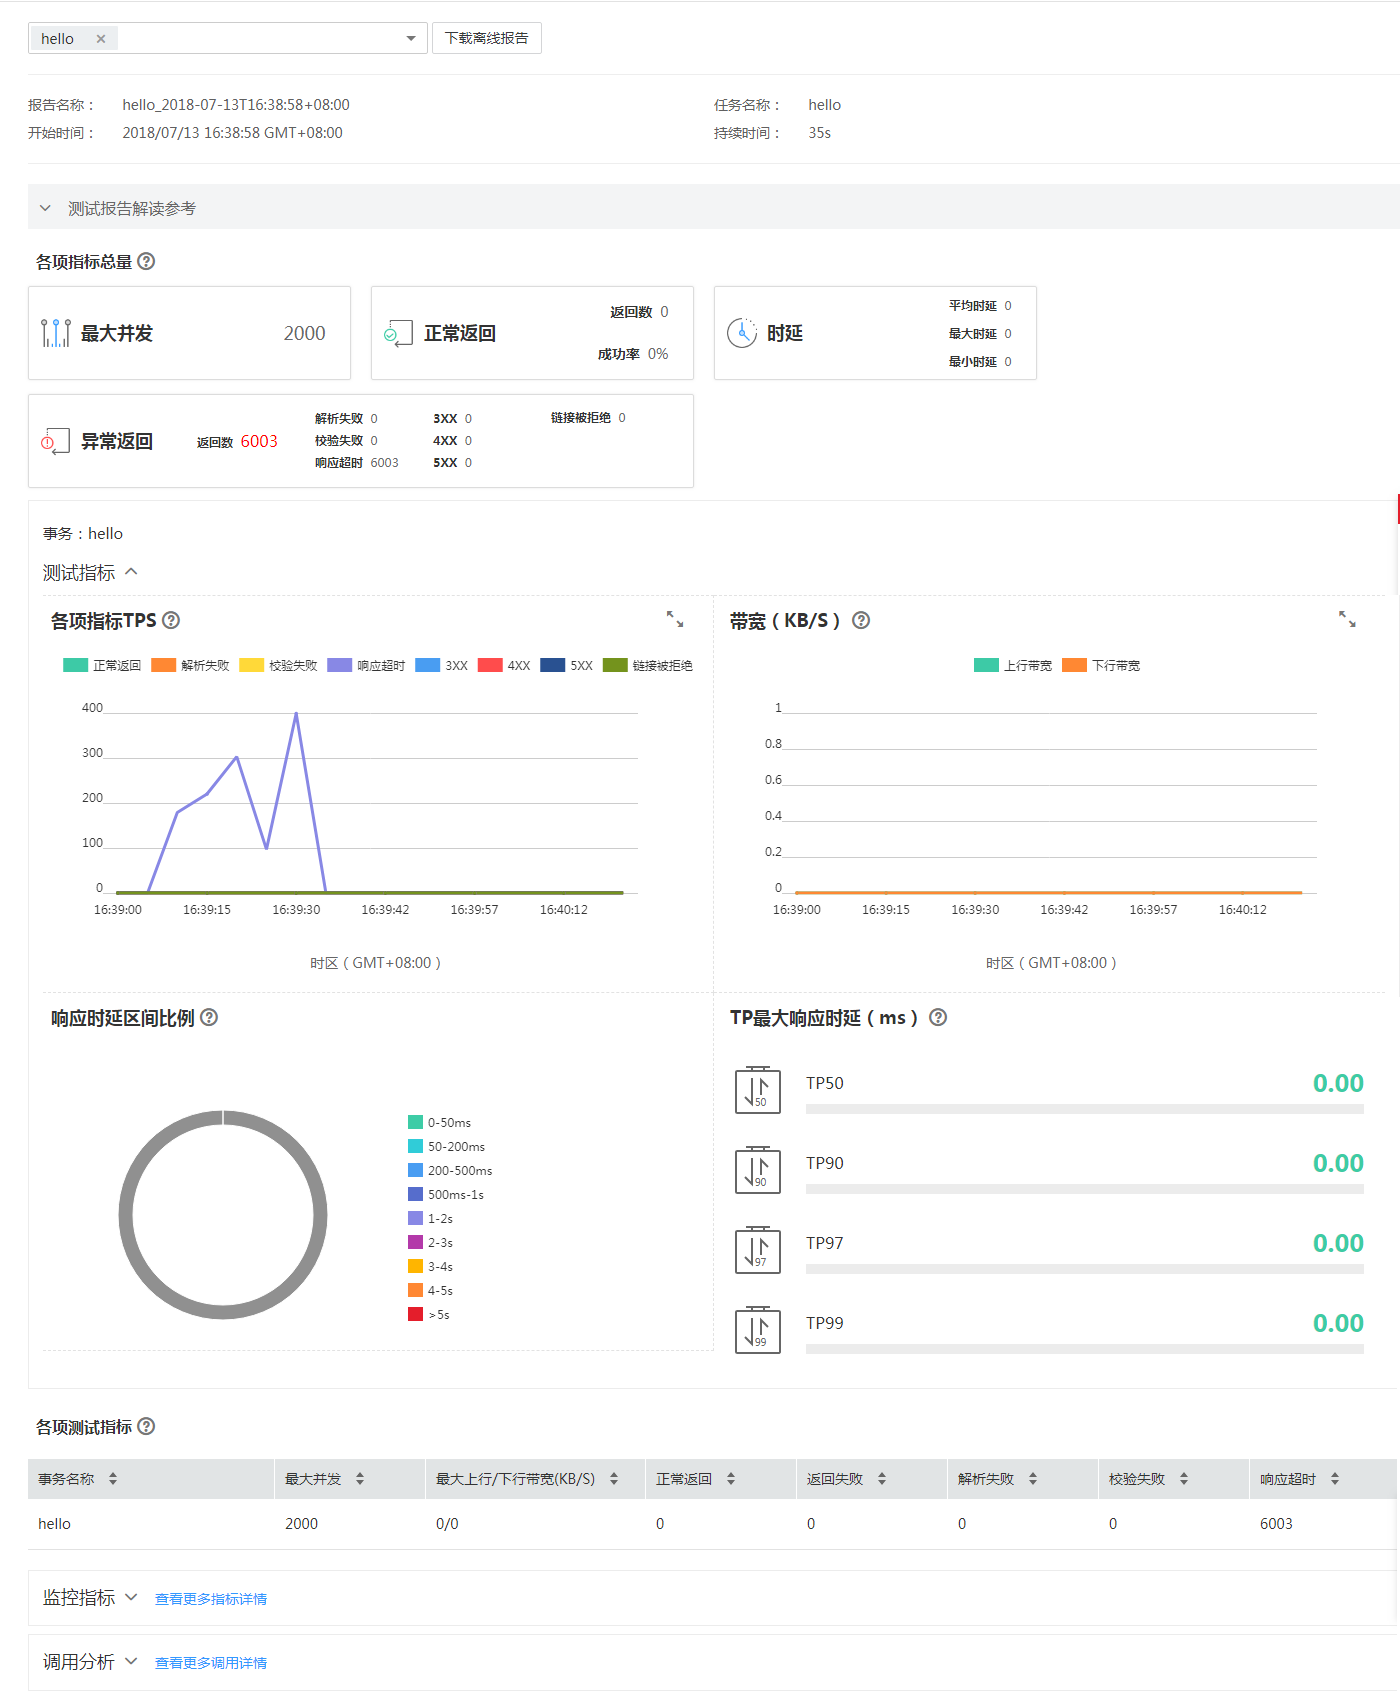 hello ×
下载离线报告
报告名称： hello_2018-07-13T16:38:58+08:00
任务名称： hello
开始时间： 2018/07/13 16:38:58 GMT+08:00
持续时间： 35s
测试报告解读参考
各项指标总量 ?
最大并发 2000
正常返回
返回数 0
成功率 0%
时延
平均时延 0
最大时延 0
最小时延 0
异常返回 返回数 6003
解析失败 0 3XX 0 链接被拒绝 0
校验失败 0 4XX 0
响应超时 6003 5XX 0
事务：hello
测试指标
各项指标TPS ?
正常返回 解析失败 校验失败 响应超时 3XX 4XX 5XX 链接被拒绝
400
300
200
100
0
16:39:00 16:39:15 16:39:30 16:39:42 16:39:57 16:40:12
时区（GMT+08:00）
带宽（KB/S） ?
上行带宽 下行带宽
1
0.8
0.6
0.4
0.2
0
16:39:00 16:39:15 16:39:30 16:39:42 16:39:57 16:40:12
时区（GMT+08:00）
响应时延区间比例 ?
0-50ms
50-200ms
200-500ms
500ms-1s
1-2s
2-3s
3-4s
4-5s
>5s
TP最大响应时延（ms） ?
50 TP50 0.00
90 TP90 0.00
97 TP97 0.00
99 TP99 0.00
各项测试指标 ?
事务名称 最大并发 最大上行/下行带宽(KB/S) 正常返回 返回失败 解析失败 校验失败 响应超时
hello 2000 0/0 0 0 0 0 6003
监控指标 查看更多指标详情
调用分析 查看更多调用详情